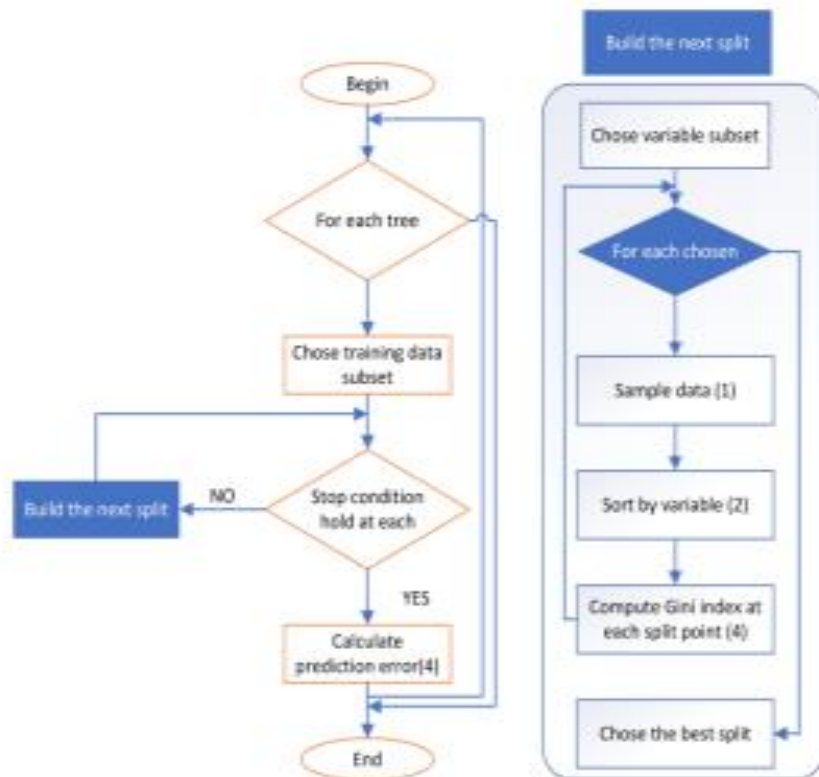 Begin
For each tree
Chose training data
subset
Stop condition
hold at each
NO
Build the next split
YES
Calculate
prediction error(4)
End
Build the next split
Chose variable subset
For each chosen
Sample data (1)
Sort by variable (2)
Compute Gini index at
each split point (4)
Chose the best split